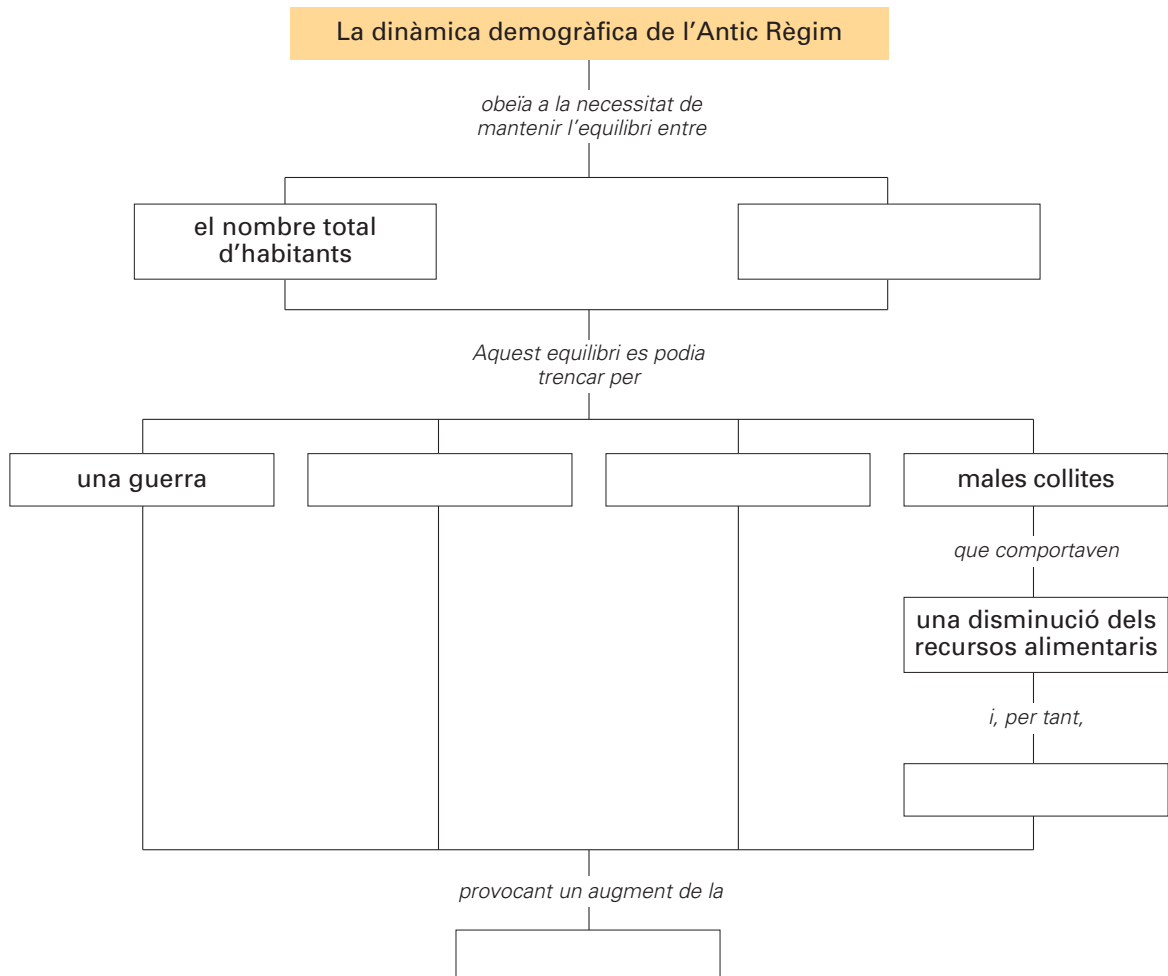 La dinàmica demogràfica de l'Antic Règim
obeïa a la necessitat de
mantenir l'equilibri entre
el nombre total
d'habitants
Aquest equilibri es podia
trencar per
una guerra
males collites
que comportaven
una disminució dels
recursos alimentaris
i, per tant,
provocant un augment de la